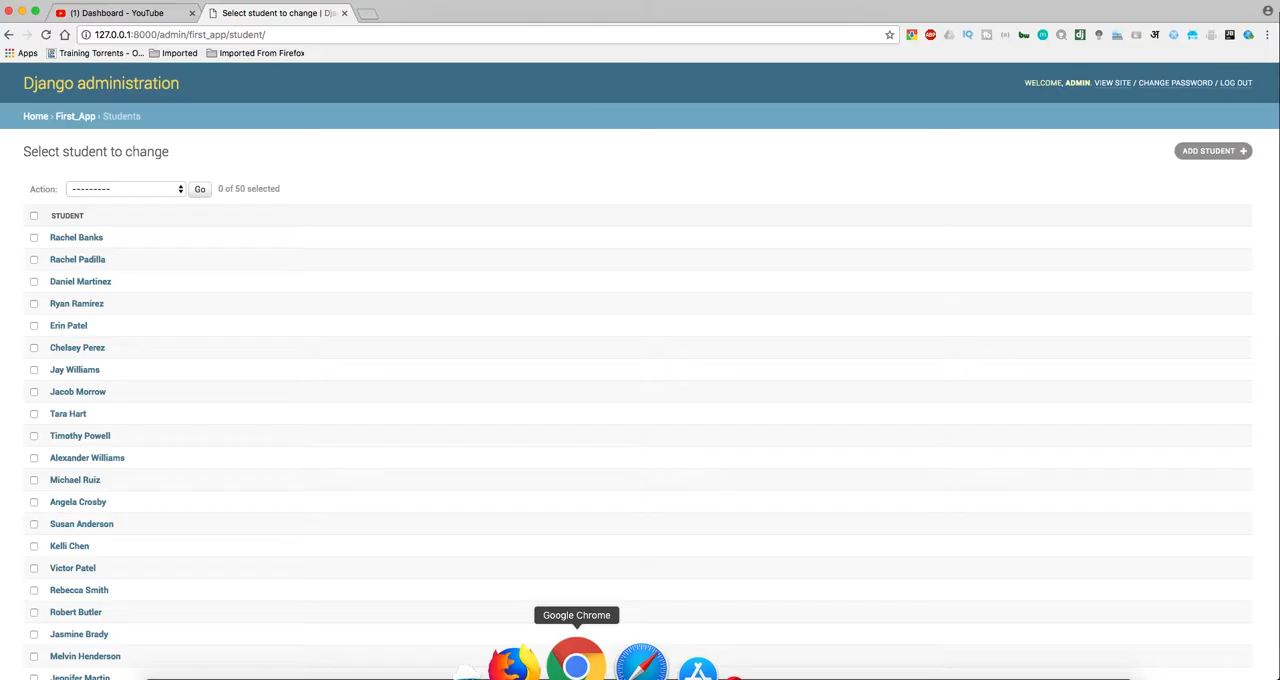 (1) Dashboard - YouTube
Select student to change | Dj
127.0.0.1:8000/admin/first_app/student/
Apps
Training Torrents - O...
Imported
Imported From Firefox
Django administration
WELCOME, ADMIN. VIEW SITE / CHANGE PASSWORD / LOG OUT
Home › First_App › Students
Select student to change
ADD STUDENT +
Action:
---------
Go
0 of 50 selected
STUDENT
Rachel Banks
Rachel Padilla
Daniel Martinez
Ryan Ramirez
Erin Patel
Chelsey Perez
Jay Williams
Jacob Morrow
Tara Hart
Timothy Powell
Alexander Williams
Michael Ruiz
Angela Crosby
Susan Anderson
Kelli Chen
Victor Patel
Rebecca Smith
Robert Butler
Google Chrome
Jasmine Brady
Melvin Henderson
Jennifer Martin